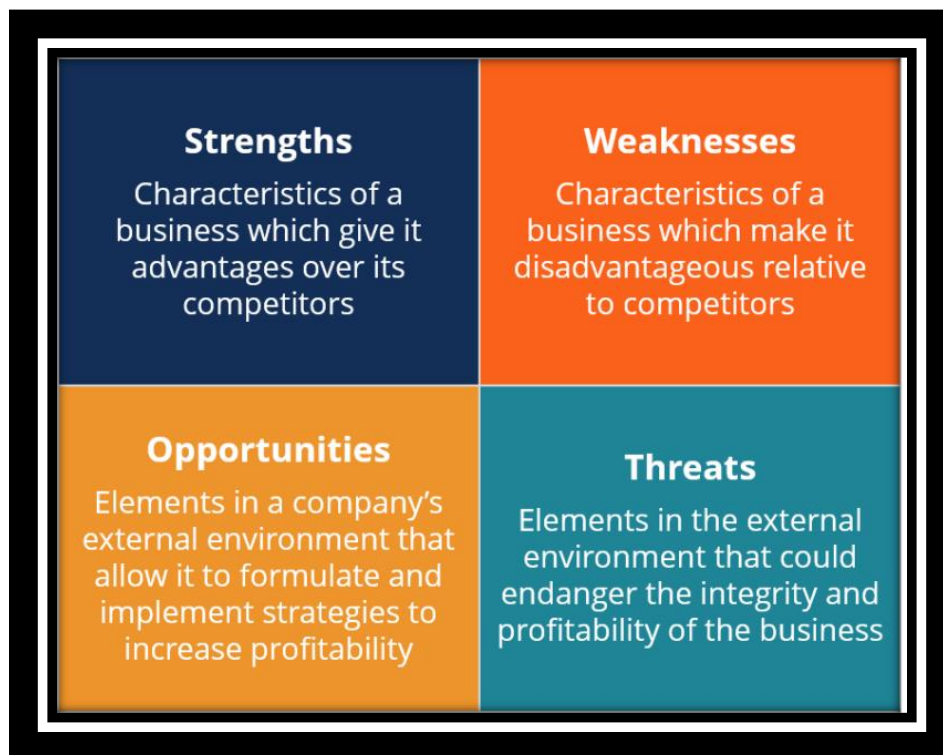 Strengths
Characteristics of a
business which give it
advantages over its
competitors
Weaknesses
Characteristics of a
business which make it
disadvantageous relative
to competitors
Opportunities
Elements in a company’s
external environment that
allow it to formulate and
implement strategies to
increase profitability
Threats
Elements in the external
environment that could
endanger the integrity and
profitability of the business